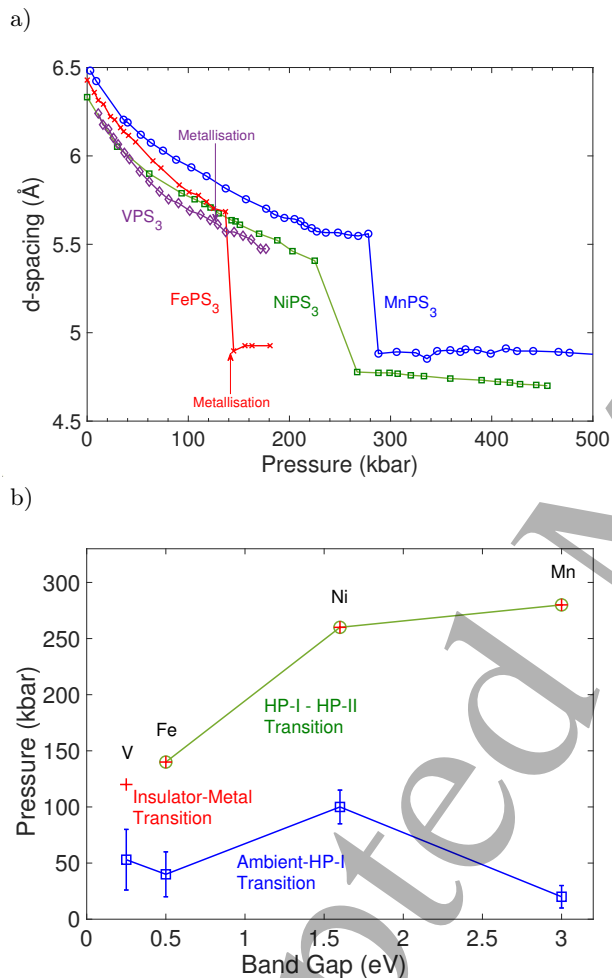 a)
6.5
6
5.5
5
4.5
d-spacing (Å)
Metallisation
VPS3
FePS3
NiPS3
MnPS3
Metallisation
0 100 200 300 400 500
Pressure (kbar)
b)
300
250
200
150
100
50
0
Pressure (kbar)
Mn
Ni
Fe
V
HP-I - HP-II
Transition
Insulator-Metal
Transition
Ambient-HP-I
Transition
0 0.5 1 1.5 2 2.5 3
Band Gap (eV)
pted M